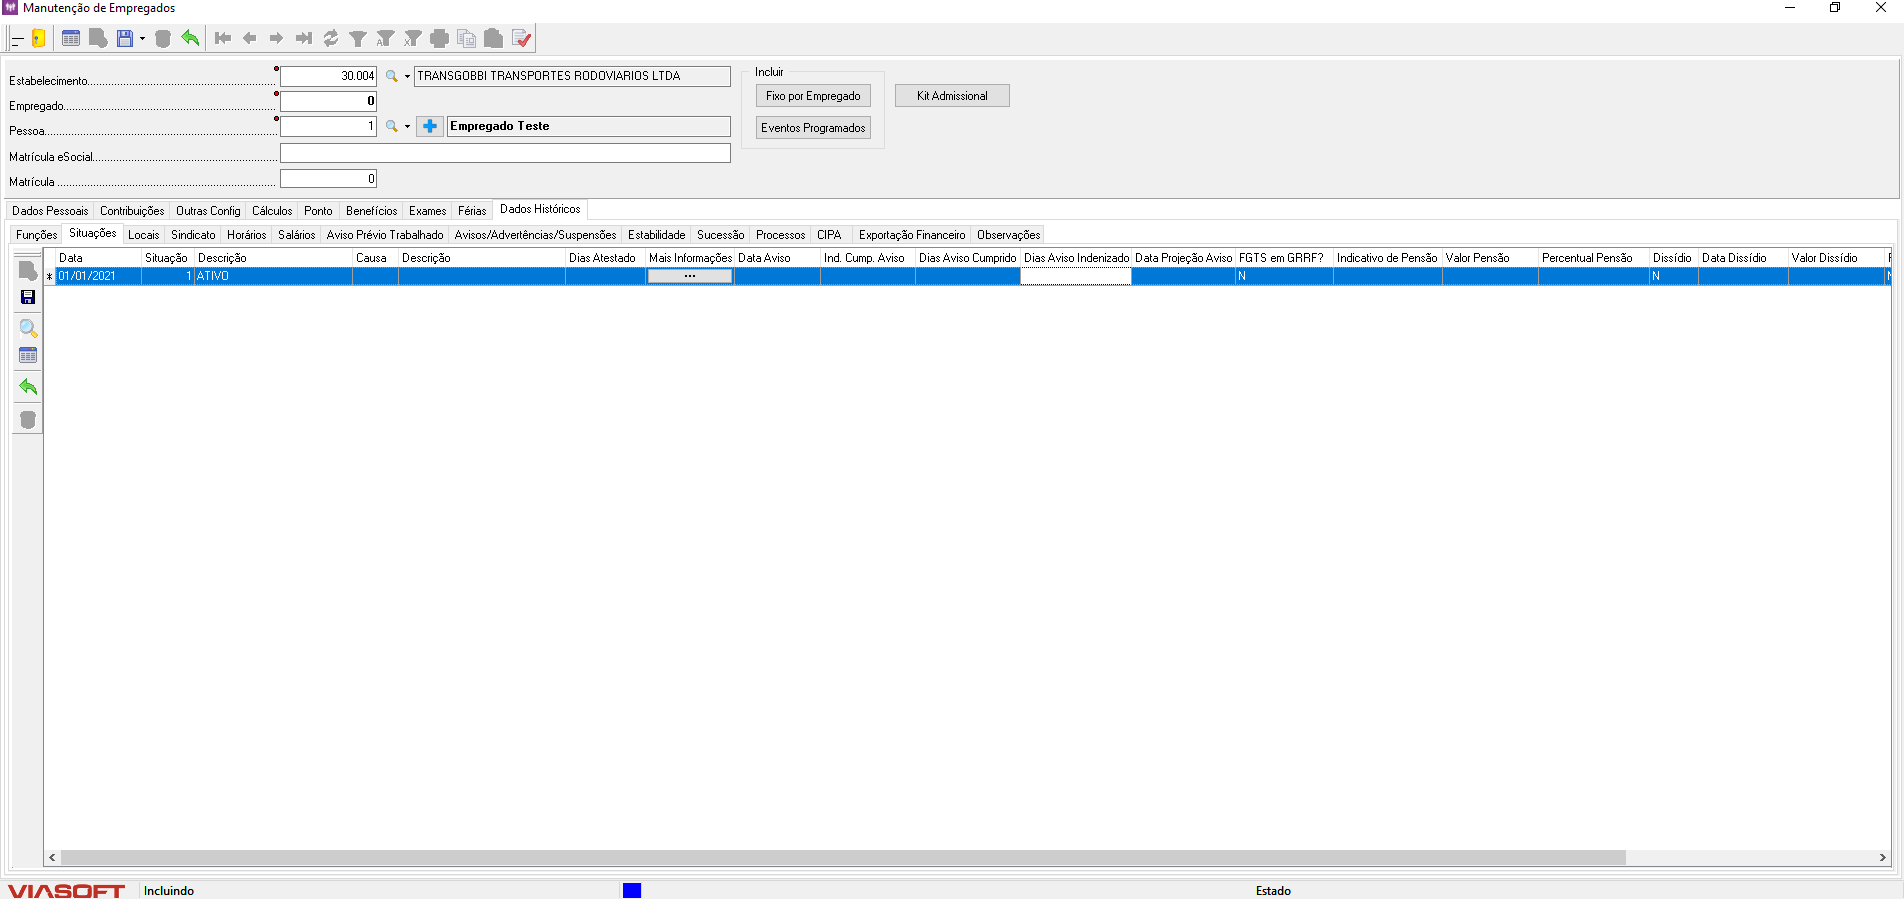 Manutenção de Empregados
Estabelecimento 30.004 TRANSGOBBI TRANSPORTES RODOVIARIOS LTDA
Empregado 0
Pessoa 1 Empregado Teste
Matrícula eSocial
Matrícula 0
Incluir
Fixo por Empregado
Eventos Programados
Kit Admissional
Dados Pessoais Contribuições Outras Config Cálculos Ponto Benefícios Exames Férias Dados Históricos
Funções Situações Locais Sindicato Horários Salários Aviso Prévio Trabalhado Avisos/Advertências/Suspensões Estabilidade Sucessão Processos CIPA Exportação Financeiro Observações
Data Situação Descrição Causa Descrição Dias Atestado Mais Informações Data Aviso Ind. Cump. Aviso Dias Aviso Cumprido Dias Aviso Indenizado Data Projeção Aviso FGTS em GRRF? Indicativo de Pensão Valor Pensão Percentual Pensão Dissídio Data Dissídio Valor Dissídio
* 01/01/2021 1 ATIVO ... N N
VIASOFT Incluindo Estado